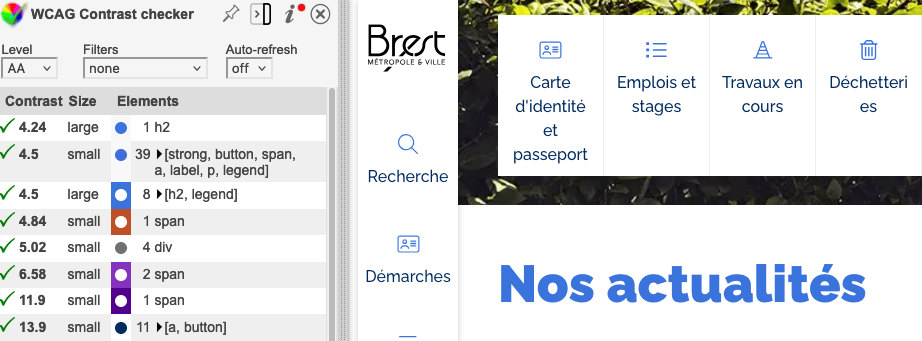 WCAG Contrast checker
Level Filters Auto-refresh
AA none off
Contrast Size Elements
4.24 large 1 h2
4.5 small 39 [strong, button, span,
a, label, p, legend]
4.5 large 8 [h2, legend]
4.84 small 1 span
5.02 small 4 div
6.58 small 2 span
11.9 small 1 span
13.9 small 11 [a, button]
Brest
MÉTROPOLE & VILLE
Recherche
Démarches
Carte
d'identité
et
passeport
Emplois et
stages
Travaux en
cours
Déchetteri
es
Nos actualités